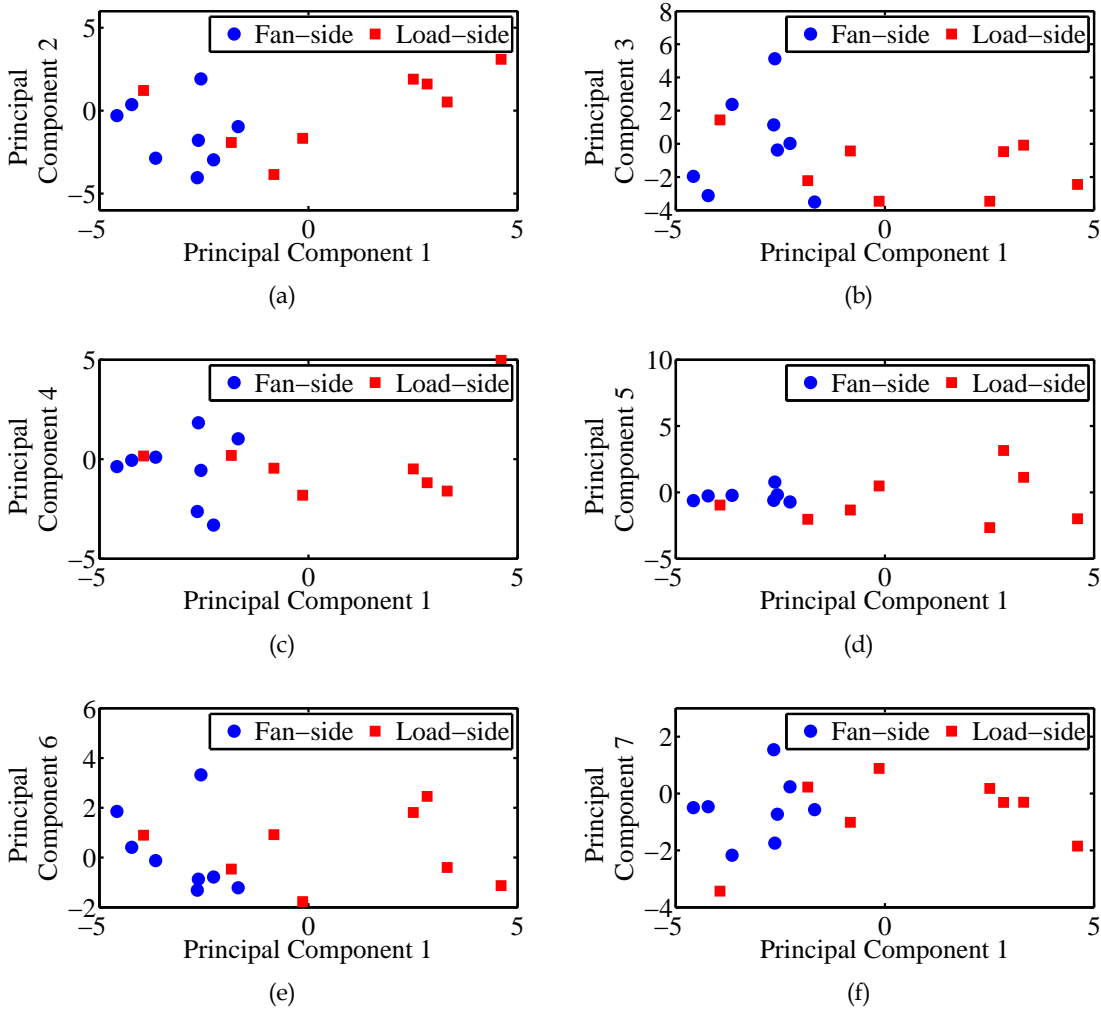 5
0
−5
Principal
Component 2
Fan−side Load−side
−5 0 5
Principal Component 1
(a)
8
6
4
2
0
−2
−4
Principal
Component 3
Fan−side Load−side
−5 0 5
Principal Component 1
(b)
5
0
−5
Principal
Component 4
Fan−side Load−side
−5 0 5
Principal Component 1
(c)
10
5
0
−5
Principal
Component 5
Fan−side Load−side
−5 0 5
Principal Component 1
(d)
6
4
2
0
−2
Principal
Component 6
Fan−side Load−side
−5 0 5
Principal Component 1
(e)
2
0
−2
−4
Principal
Component 7
Fan−side Load−side
−5 0 5
Principal Component 1
(f)